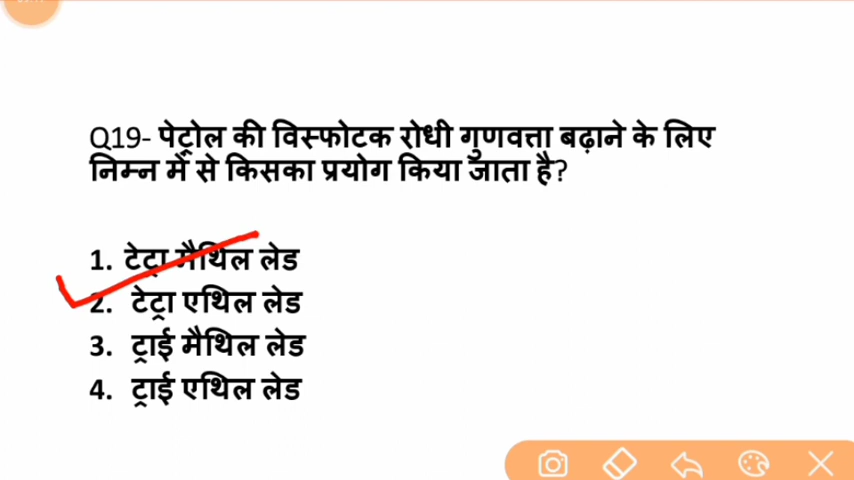 Q19- पेट्रोल की विस्फोटक रोधी गुणवत्ता बढ़ाने के लिए
निम्न में से किसका प्रयोग किया जाता है?
1. टेट्रा मैथिल लेड
2. टेट्रा एथिल लेड
3. ट्राई मैथिल लेड
4. ट्राई एथिल लेड